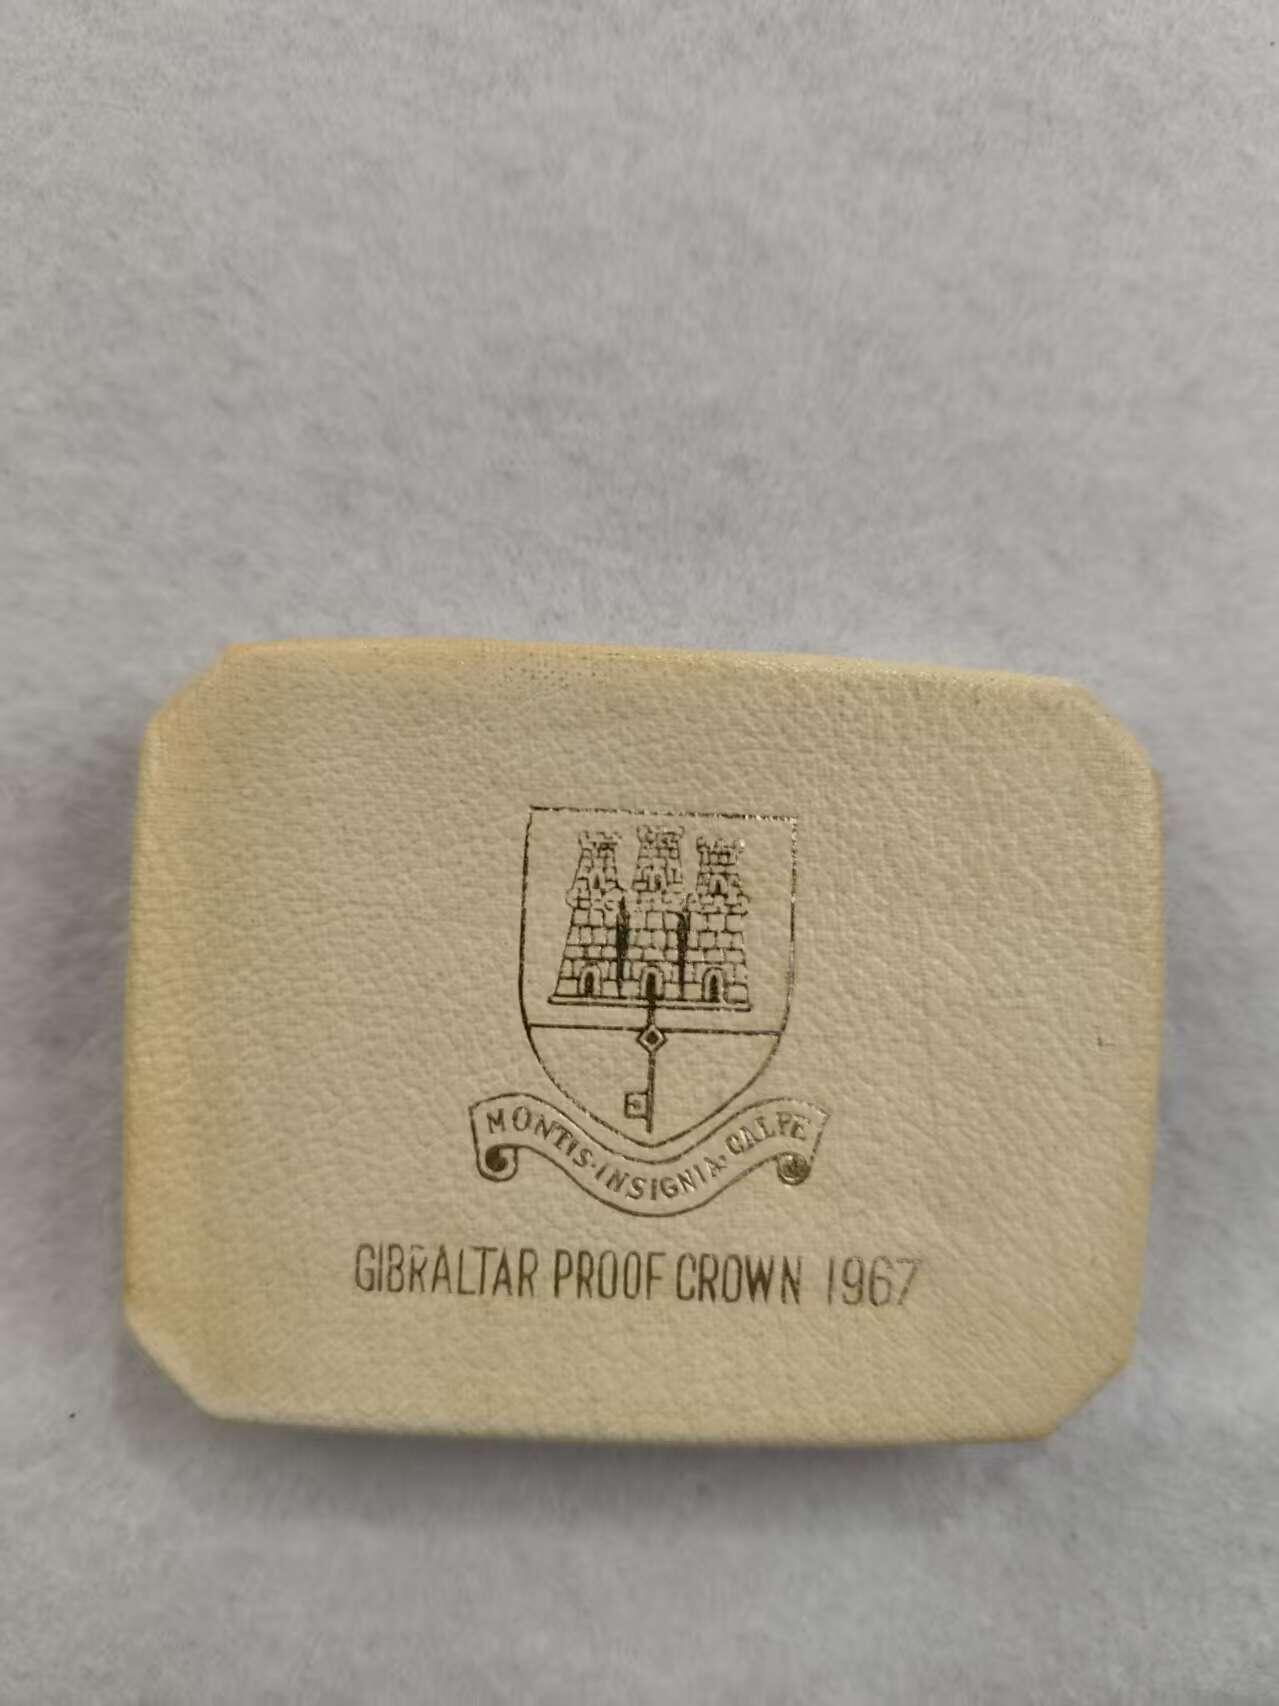 MONTIS·INSIGNIA·CALPE
GIBRALTAR PROOF CROWN 1967